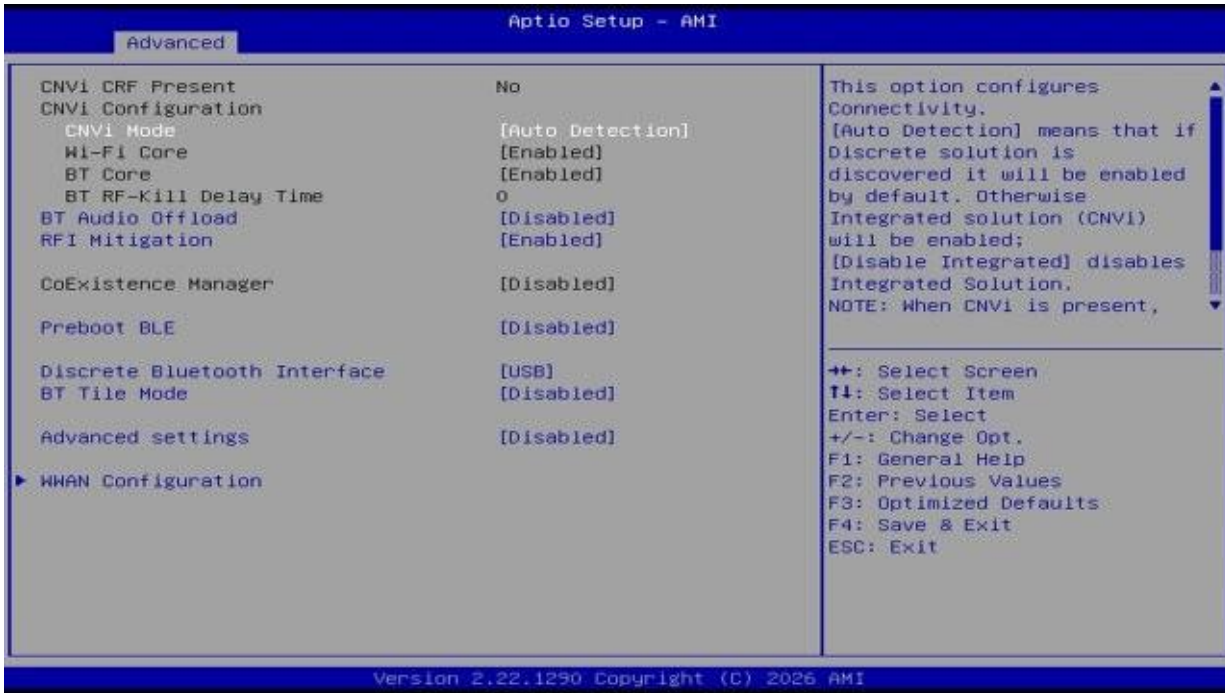 Aptio Setup – AMI
Advanced
CNVi CRF Present No
CNVi Configuration
CNVi Mode [Auto Detection]
Wi-Fi Core [Enabled]
BT Core [Enabled]
BT RF-Kill Delay Time 0
BT Audio Offload [Disabled]
RFI Mitigation [Enabled]
CoExistence Manager [Disabled]
Preboot BLE [Disabled]
Discrete Bluetooth Interface [USB]
BT Tile Mode [Disabled]
Advanced settings [Disabled]
WWAN Configuration
This option configures
Connectivity.
[Auto Detection] means that if
Discrete solution is
discovered it will be enabled
by default. Otherwise
Integrated solution (CNVi)
will be enabled;
[Disable Integrated] disables
Integrated Solution.
NOTE: When CNVi is present,
→←: Select Screen
↑↓: Select Item
Enter: Select
+/-: Change Opt.
F1: General Help
F2: Previous Values
F3: Optimized Defaults
F4: Save & Exit
ESC: Exit
Version 2.22.1290 Copyright (C) 2026 AMI